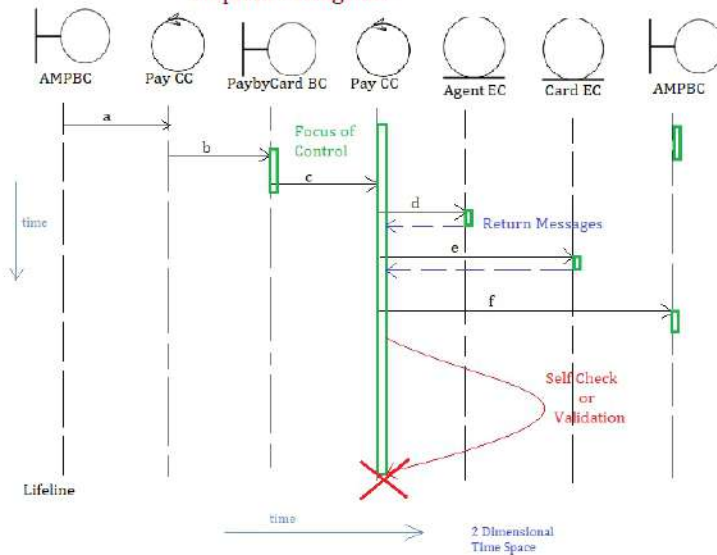 AMPBC
Pay CC
PaybyCard BC
Pay CC
Agent EC
Card EC
AMPBC
a
b
Focus of
Control
c
d
time
Return Messages
e
f
Self Check
or
Validation
Lifeline
time
2 Dimensional
Time Space